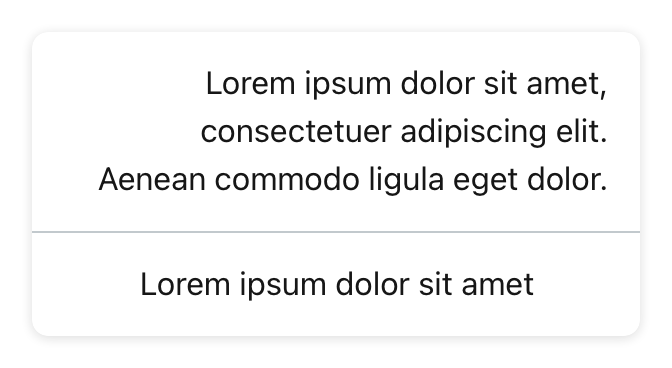 Lorem ipsum dolor sit amet,
consectetuer adipiscing elit.
Aenean commodo ligula eget dolor.
Lorem ipsum dolor sit amet